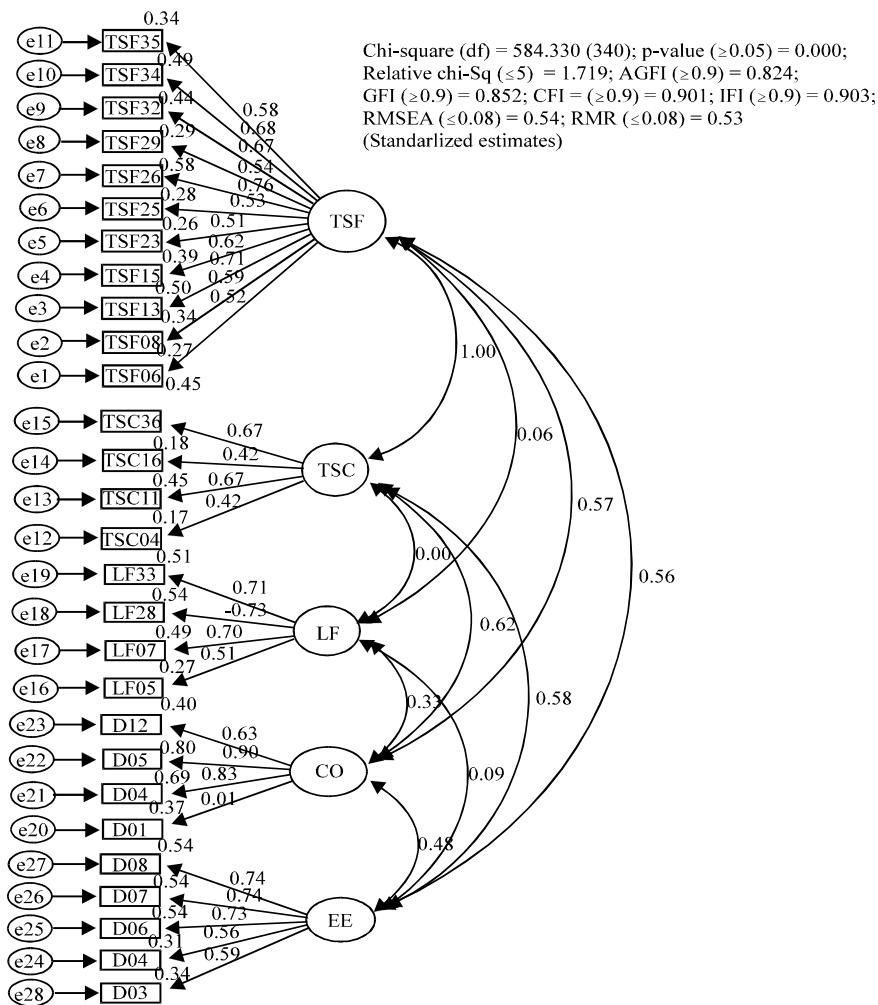 0.34
e11 TSF35
0.49
e10 TSF34
0.44
e9 TSF32
0.29
e8 TSF29
0.58
e7 TSF26
0.28
e6 TSF25
0.26
e5 TSF23
0.39
e4 TSF15
0.50
e3 TSF13
0.34
e2 TSF08
0.27
e1 TSF06
0.58
0.68
0.67
0.54
0.76
0.53
0.51
0.62
0.71
0.59
0.52
TSF
Chi-square (df) = 584.330 (340); p-value (≥0.05) = 0.000;
Relative chi-Sq (≤5) = 1.719; AGFI (≥0.9) = 0.824;
GFI (≥0.9) = 0.852; CFI = (≥0.9) = 0.901; IFI (≥0.9) = 0.903;
RMSEA (≤0.08) = 0.54; RMR (≤0.08) = 0.53
(Standarlized estimates)
0.45
e15 TSC36
0.18
e14 TSC16
0.45
e13 TSC11
0.17
e12 TSC04
0.67
0.42
0.67
0.42
TSC
0.51
e19 LF33
0.54
e18 LF28
0.49
e17 LF07
0.27
e16 LF05
0.71
-0.73
0.70
0.51
LF
0.40
e23 D12
0.80
e22 D05
0.69
e21 D04
0.37
e20 D01
0.63
0.90
0.83
0.01
CO
0.54
e27 D08
0.54
e26 D07
0.54
e25 D06
0.31
e24 D04
0.34
e28 D03
0.74
0.74
0.73
0.56
0.59
EE
1.00
0.06
0.57
0.56
0.00
0.62
0.58
0.33
0.09
0.48